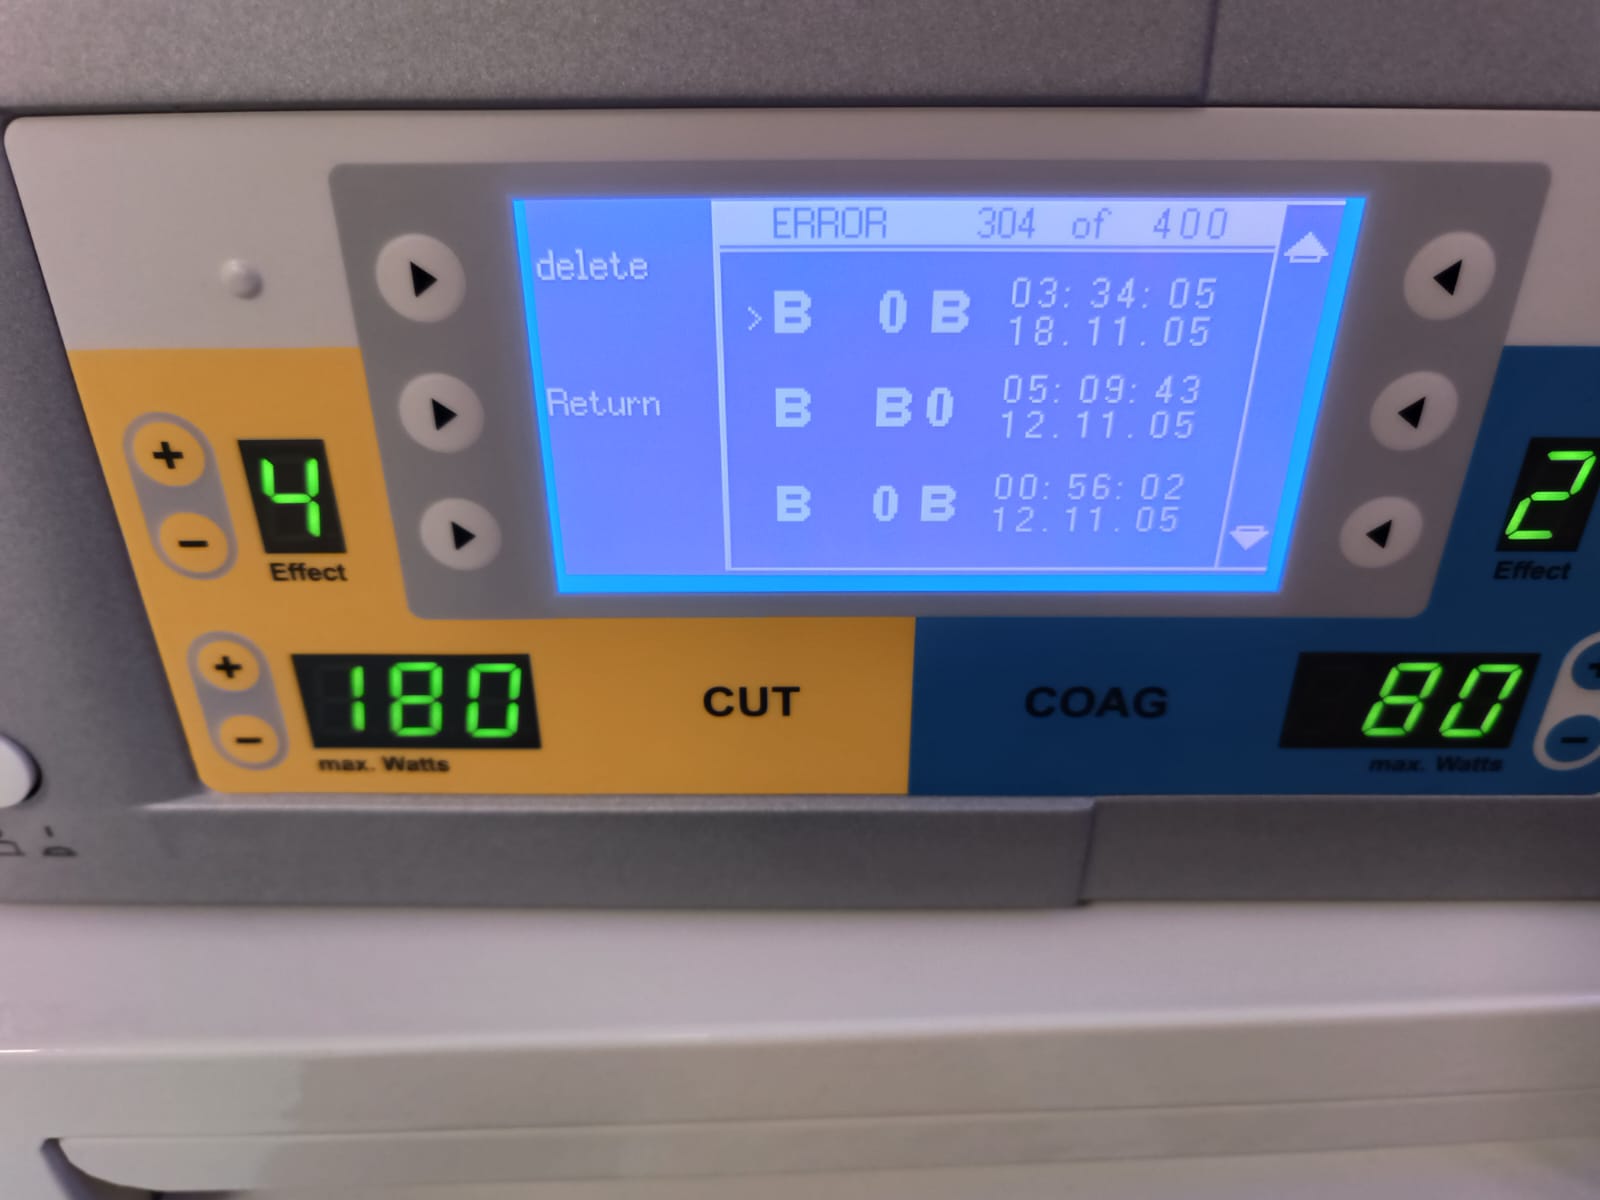 ERROR 304 of 400
delete
>B 0B 03:34:05
18.11.05
Return
B B0 05:09:43
12.11.05
B 0B 00:56:02
12.11.05
+
-
4
Effect
2
Effect
+
-
180
max. Watts
CUT
COAG
80
max. Watts
+
-